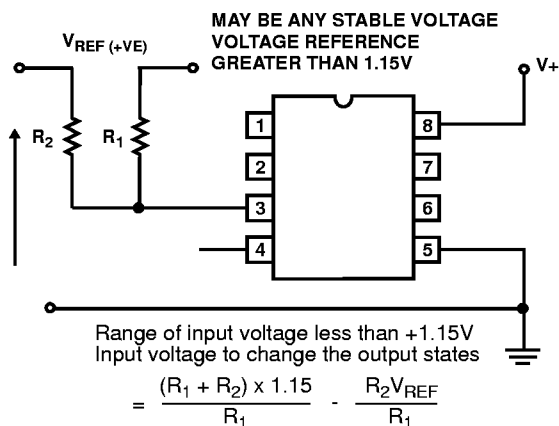 MAY BE ANY STABLE VOLTAGE
VOLTAGE REFERENCE
GREATER THAN 1.15V
VREF (+VE)
V+
R2
R1
1
2
3
4
8
7
6
5
Range of input voltage less than +1.15V
Input voltage to change the output states
= (R1 + R2) x 1.15 / R1 - R2VREF / R1